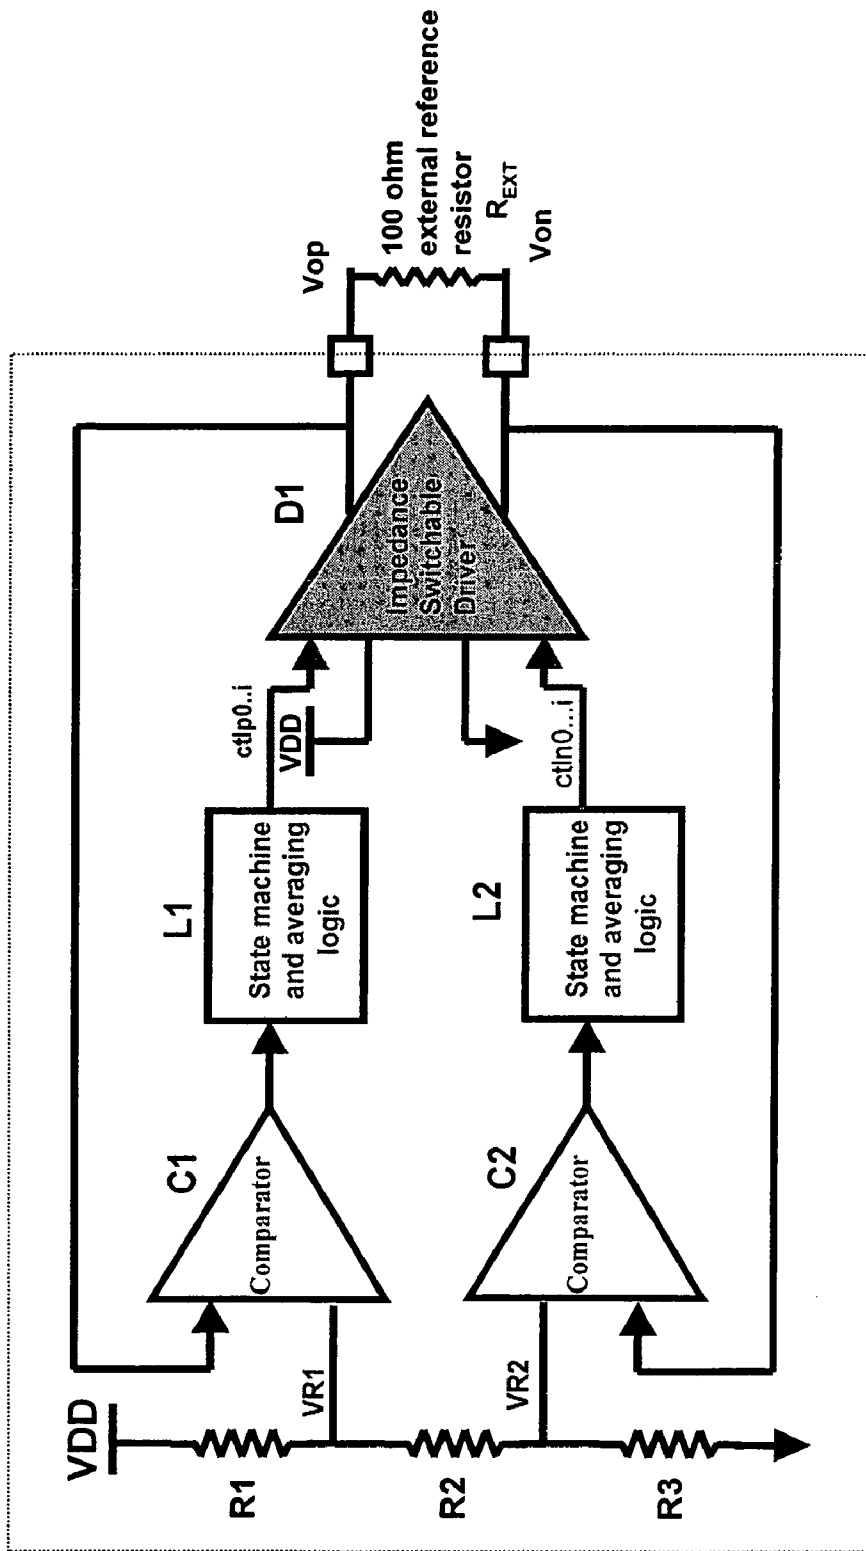 VDD
R1
R2
R3
VR1
VR2
C1
Comparator
C2
Comparator
L1
State machine
and averaging
logic
L2
State machine
and averaging
logic
ctlp0..i
VDD
ctln0...i
D1
Impedance
Switchable
Driver
Vop
100 ohm
external reference
resistor
REXT
Von